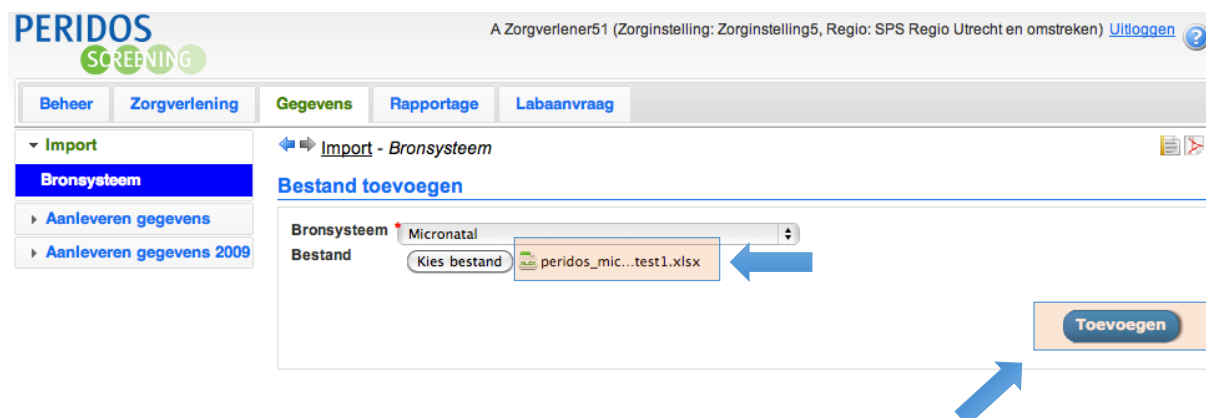 PERIDOS
SCREENING
A Zorgverlener51 (Zorginstelling: Zorginstelling5, Regio: SPS Regio Utrecht en omstreken) Uitloggen ?
Beheer Zorgverlening Gegevens Rapportage Labaanvraag
Import
Bronsysteem
Aanleveren gegevens
Aanleveren gegevens 2009
Import - Bronsysteem
Bestand toevoegen
Bronsysteem * Micronatal
Bestand Kies bestand peridos_mic...test1.xlsx
Toevoegen